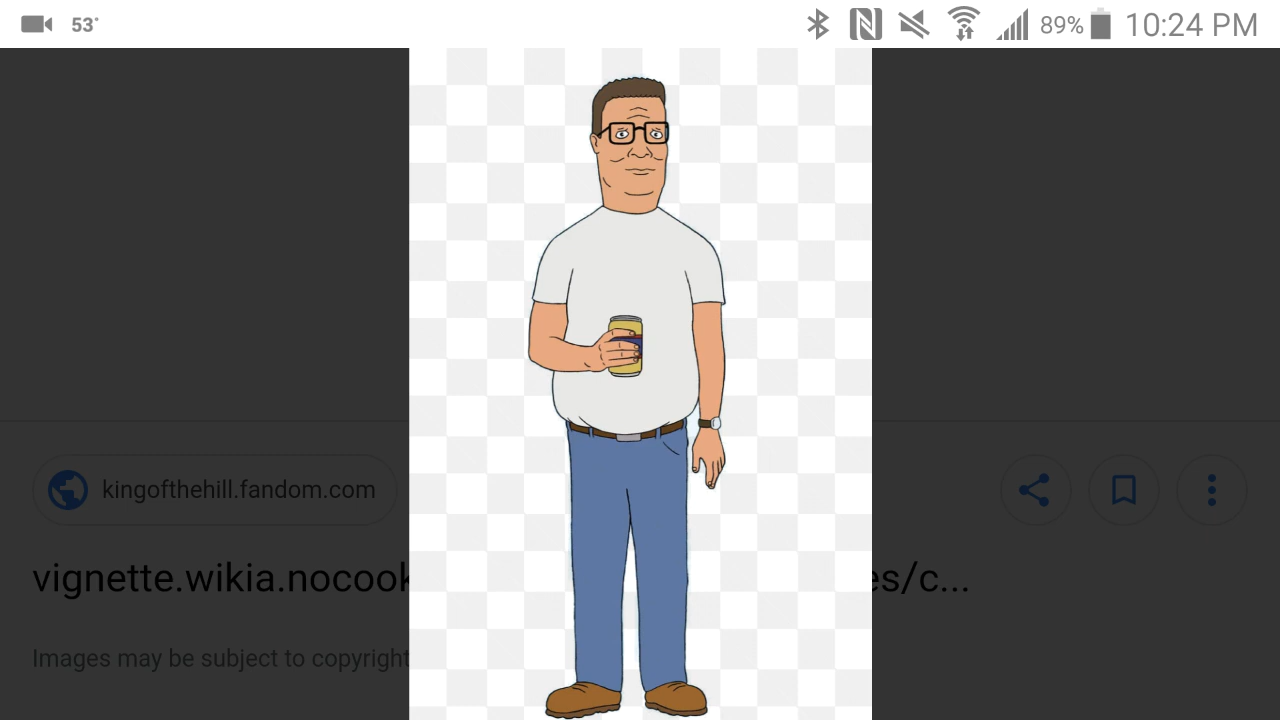 53°
89% 10:24 PM
kingofthehill.fandom.com
vignette.wikia.nocook
es/c...
Images may be subject to copyright